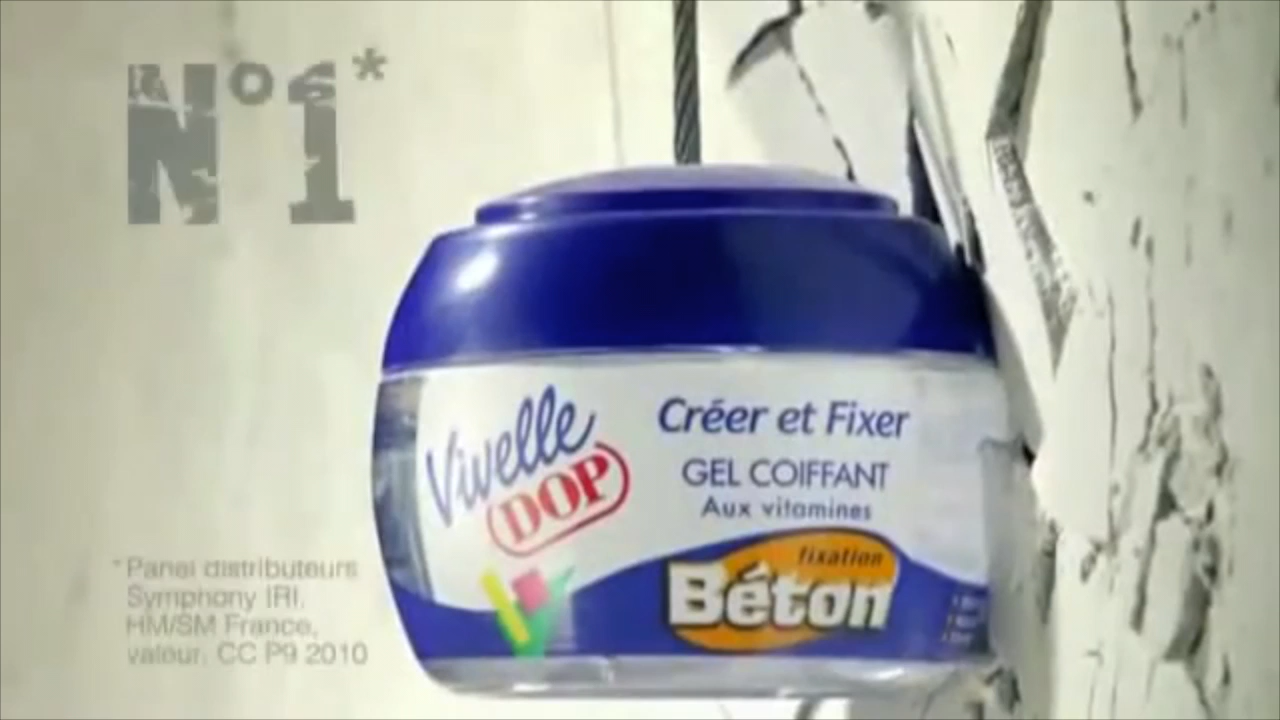 N°1*
Vivelle
DOP
Créer et Fixer
GEL COIFFANT
Aux vitamines
fixation
Béton
*Panel distributeurs
Symphony IRI,
HM/SM France,
valeur, CC P9 2010